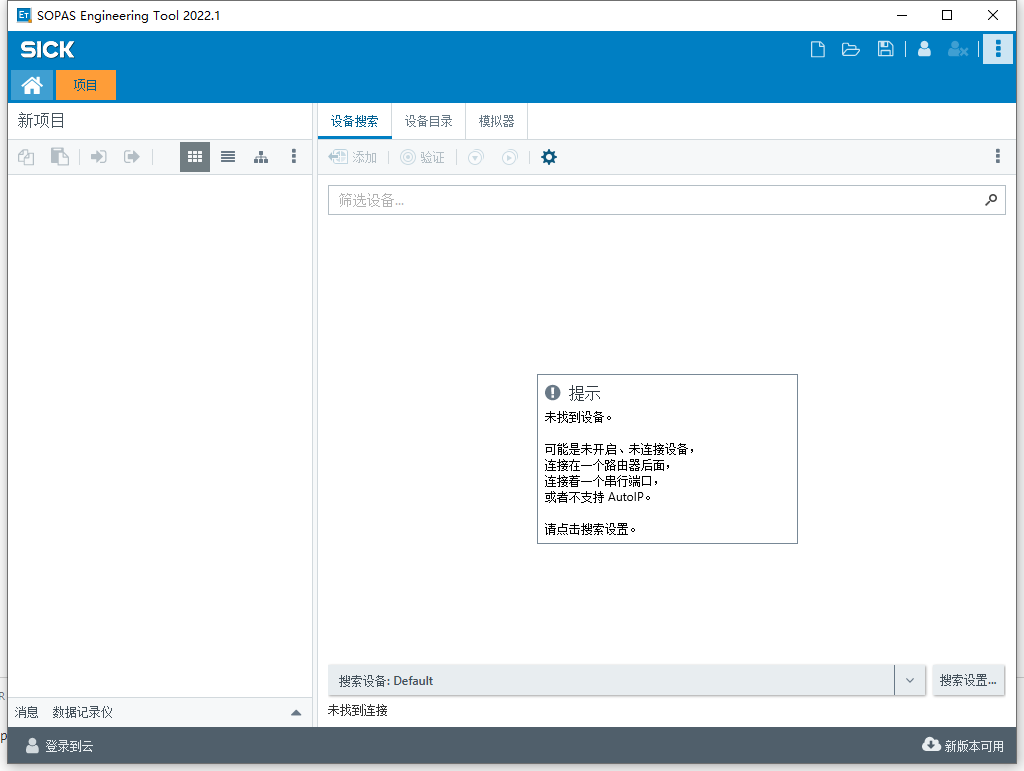 SOPAS Engineering Tool 2022.1
SICK
项目
新项目
设备搜索 设备目录 模拟器
添加 验证
筛选设备...
提示
未找到设备。
可能是未开启、未连接设备，
连接在一个路由器后面，
连接着一个串行端口，
或者不支持 AutoIP。
请点击搜索设置。
搜索设备: Default
搜索设置...
消息 数据记录仪
未找到连接
登录到云
新版本可用